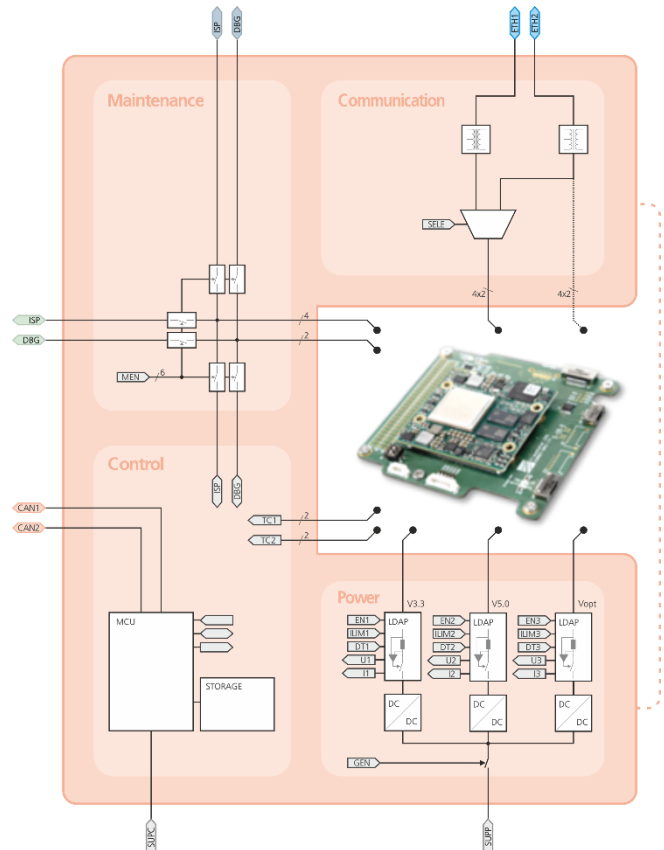 ISP
DBG
ETH1
ETH2
Maintenance
Communication
SELE
4x2
4x2
ISP
4
DBG
2
MEN
6
Control
ISP
DBG
CAN1
CAN2
TC1
2
TC2
2
Power
V3.3
V5.0
Vopt
MCU
EN1
LDAP
EN2
LDAP
EN3
LDAP
ILIM1
ILIM2
ILIM3
DT1
DT2
DT3
U1
U2
U3
I1
I2
I3
STORAGE
DC
DC
DC
DC
DC
DC
GEN
SUPC
SUPP